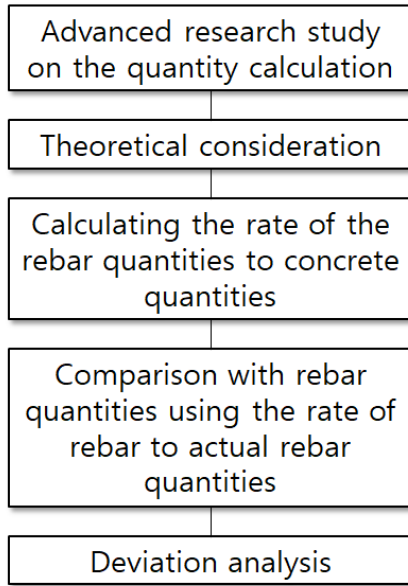 Advanced research study
on the quantity calculation
Theoretical consideration
Calculating the rate of the
rebar quantities to concrete
quantities
Comparison with rebar
quantities using the rate of
rebar to actual rebar
quantities
Deviation analysis